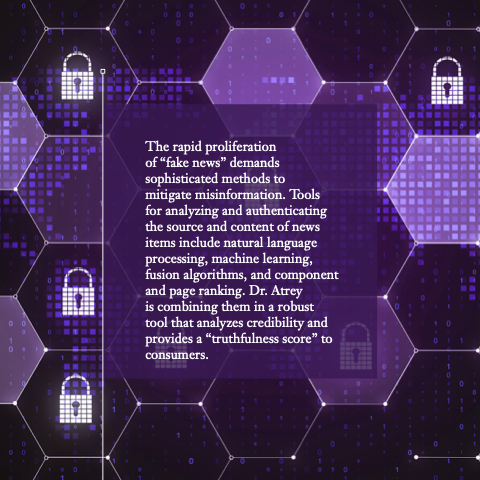 The rapid proliferation
of “fake news” demands
sophisticated methods to
mitigate misinformation. Tools
for analyzing and authenticating
the source and content of news
items include natural language
processing, machine learning,
fusion algorithms, and component
and page ranking. Dr. Atrey
is combining them in a robust
tool that analyzes credibility and
provides a “truthfulness score” to
consumers.